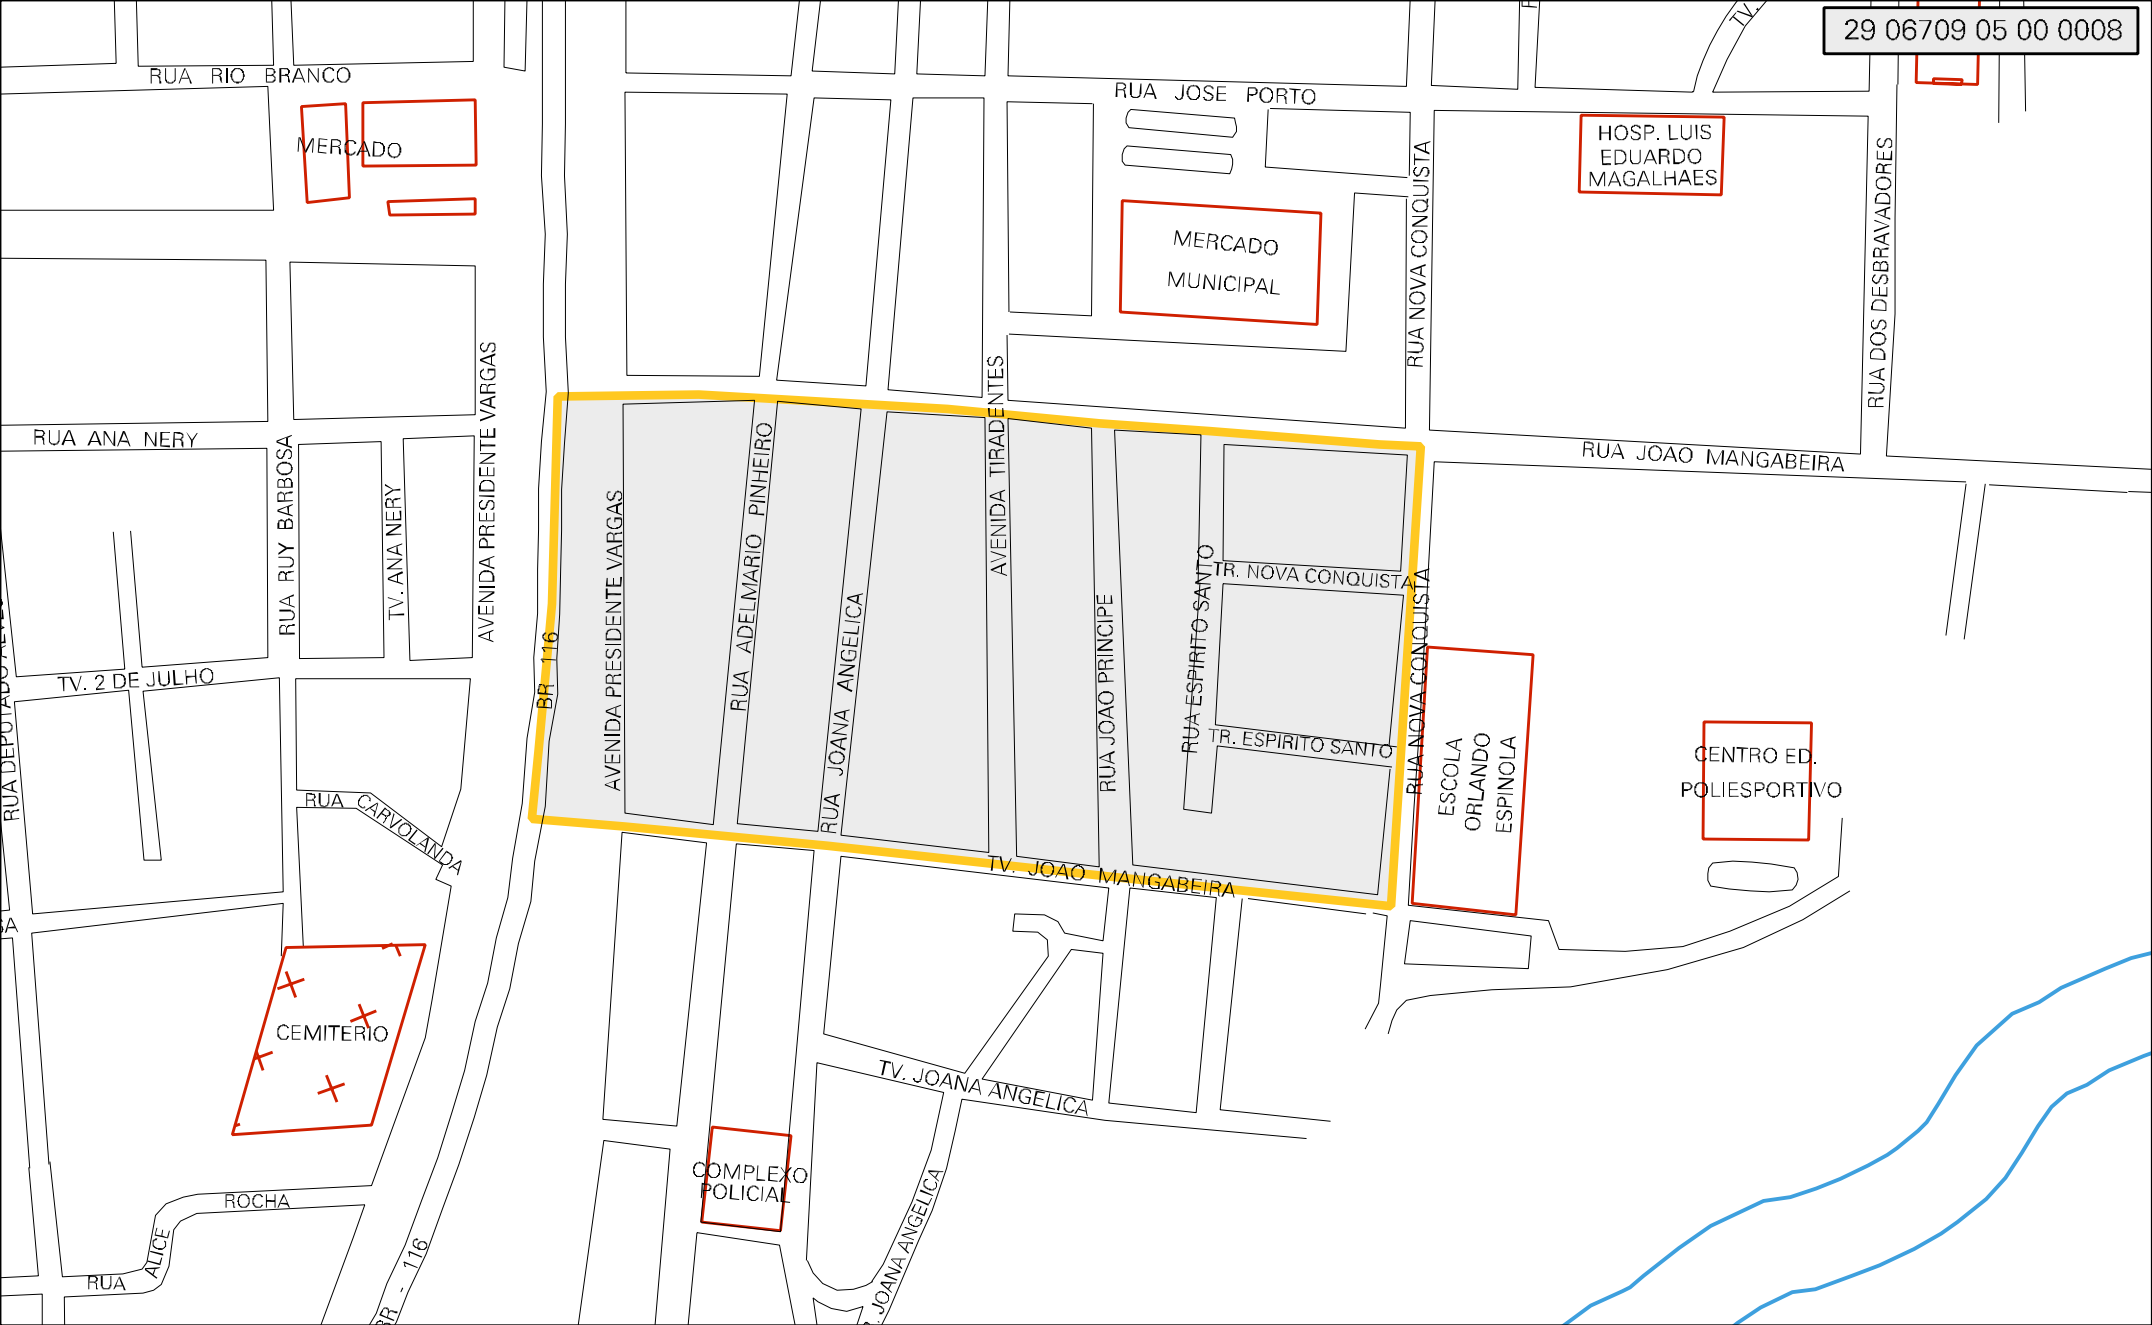 29 06709 05 00 0008
RUA RIO BRANCO
RUA JOSE PORTO
MERCADO
HOSP. LUIS
EDUARDO
MAGALHAES
MERCADO
MUNICIPAL
RUA NOVA CONQUISTA
RUA DOS DESBRAVADORES
AVENIDA PRESIDENTE VARGAS
AVENIDA TIRADENTES
RUA ANA NERY
RUA RUY BARBOSA
TV. ANA NERY
RUA JOAO MANGABEIRA
AVENIDA PRESIDENTE VARGAS
RUA ADELMARIO PINHEIRO
RUA JOANA ANGELICA
RUA JOAO PRINCIPE
RUA ESPIRITO SANTO
TR. NOVA CONQUISTA
RUA NOVA CONQUISTA
TR. ESPIRITO SANTO
BR 116
TV. 2 DE JULHO
RUA DEPUTADO
ESCOLA
ORLANDO
ESPINOLA
CENTRO ED.
POLIESPORTIVO
RUA CARVOLANDA
TV. JOAO MANGABEIRA
CEMITERIO
TV. JOANA ANGELICA
COMPLEXO
POLICIAL
JOANA ANGELICA
ROCHA
ALICE
RUA
BR - 116
TV.